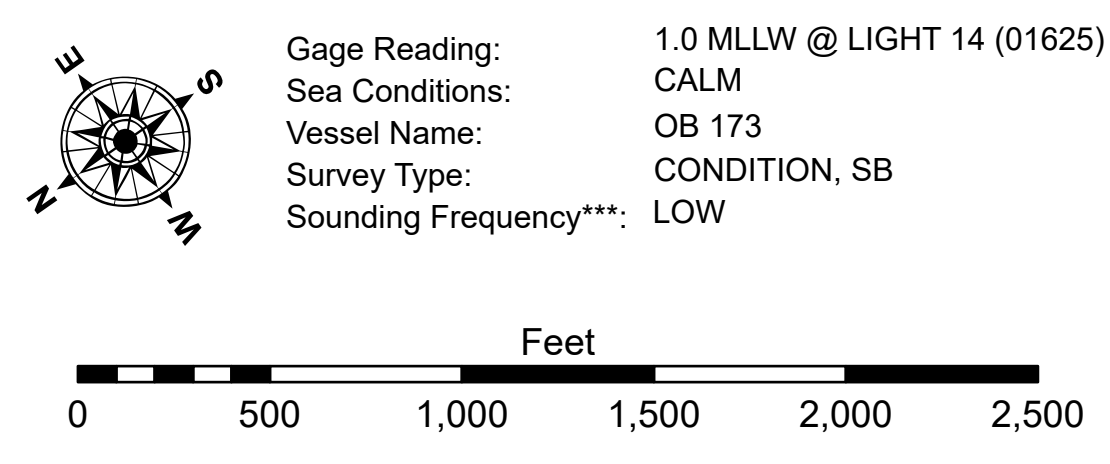 E
S
N
W
Gage Reading: 1.0 MLLW @ LIGHT 14 (01625)
Sea Conditions: CALM
Vessel Name: OB 173
Survey Type: CONDITION, SB
Sounding Frequency***: LOW
Feet
0 500 1,000 1,500 2,000 2,500